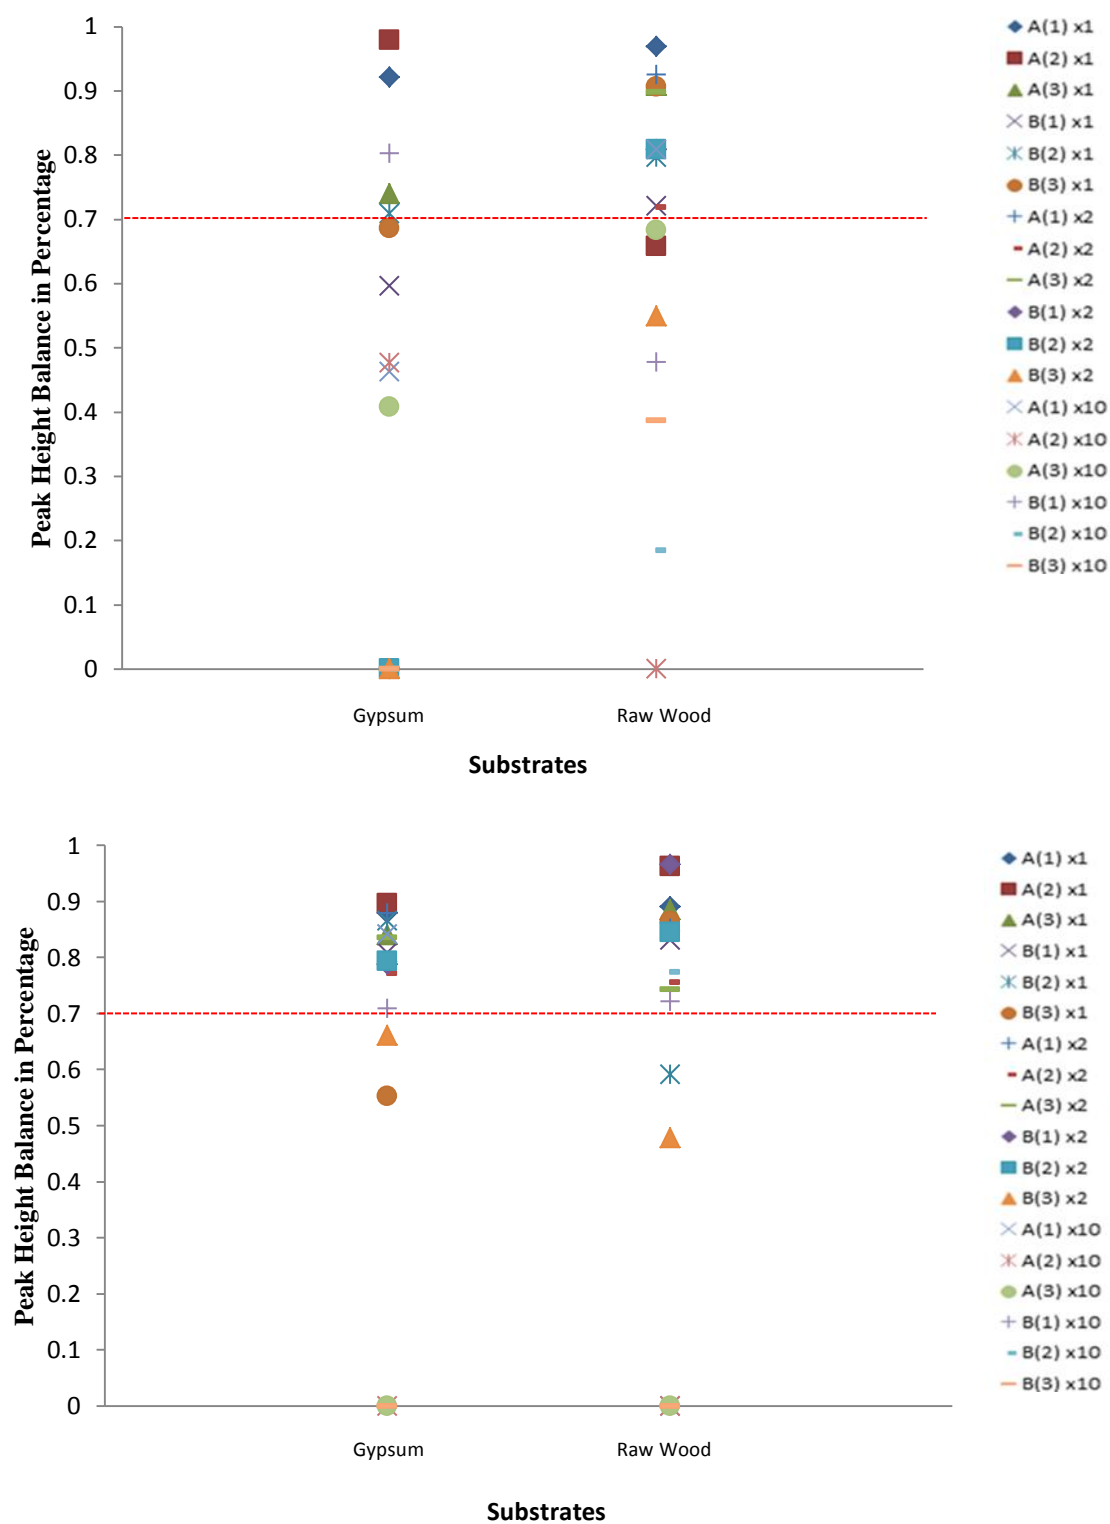 1
0.9
0.8
0.7
0.6
0.5
0.4
0.3
0.2
0.1
0
Peak Height Balance in Percentage
Gypsum
Raw Wood
Substrates
A(1) x1
A(2) x1
A(3) x1
B(1) x1
B(2) x1
B(3) x1
A(1) x2
A(2) x2
A(3) x2
B(1) x2
B(2) x2
B(3) x2
A(1) x10
A(2) x10
A(3) x10
B(1) x10
B(2) x10
B(3) x10
1
0.9
0.8
0.7
0.6
0.5
0.4
0.3
0.2
0.1
0
Peak Height Balance in Percentage
Gypsum
Raw Wood
Substrates
A(1) x1
A(2) x1
A(3) x1
B(1) x1
B(2) x1
B(3) x1
A(1) x2
A(2) x2
A(3) x2
B(1) x2
B(2) x2
B(3) x2
A(1) x10
A(2) x10
A(3) x10
B(1) x10
B(2) x10
B(3) x10